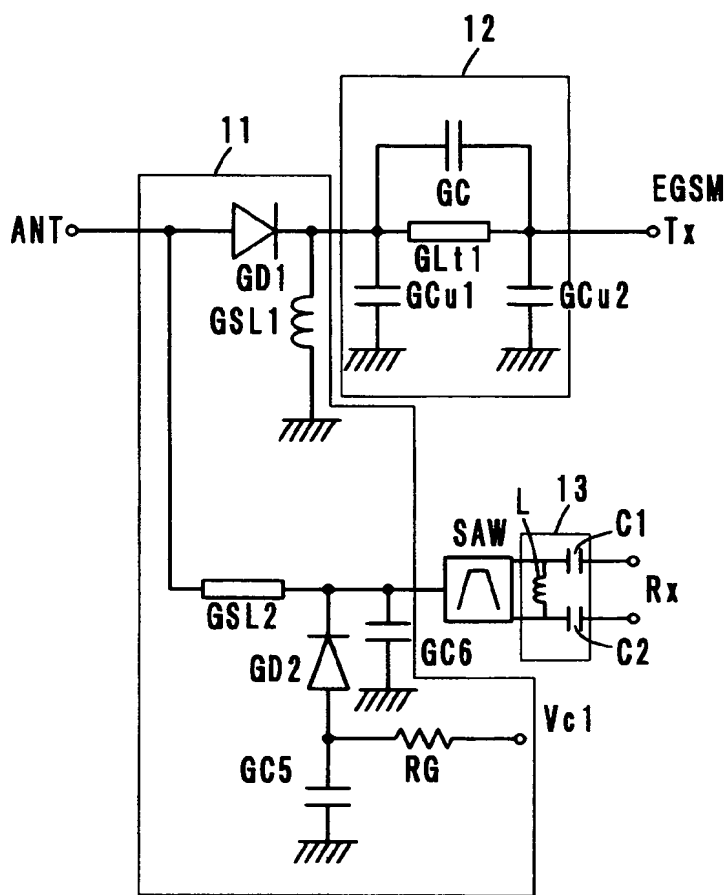 12
11
GC
EGSM
ANT
Tx
GD1
GLt1
GSL1
GCu1
GCu2
13
L
C1
SAW
Rx
GSL2
GC6
C2
GD2
Vc1
GC5
RG